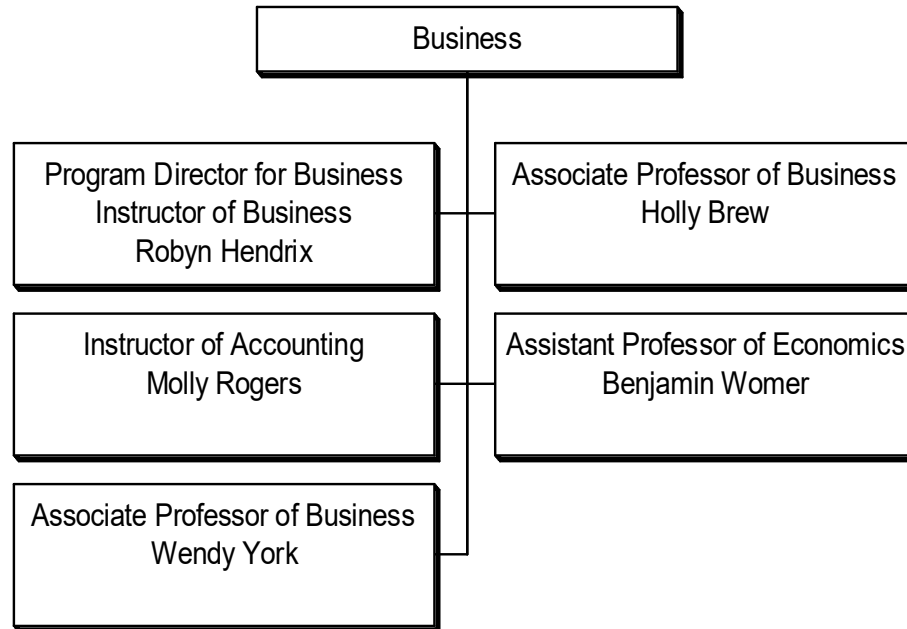 Business
Program Director for Business
Instructor of Business
Robyn Hendrix
Associate Professor of Business
Holly Brew
Instructor of Accounting
Molly Rogers
Assistant Professor of Economics
Benjamin Womer
Associate Professor of Business
Wendy York